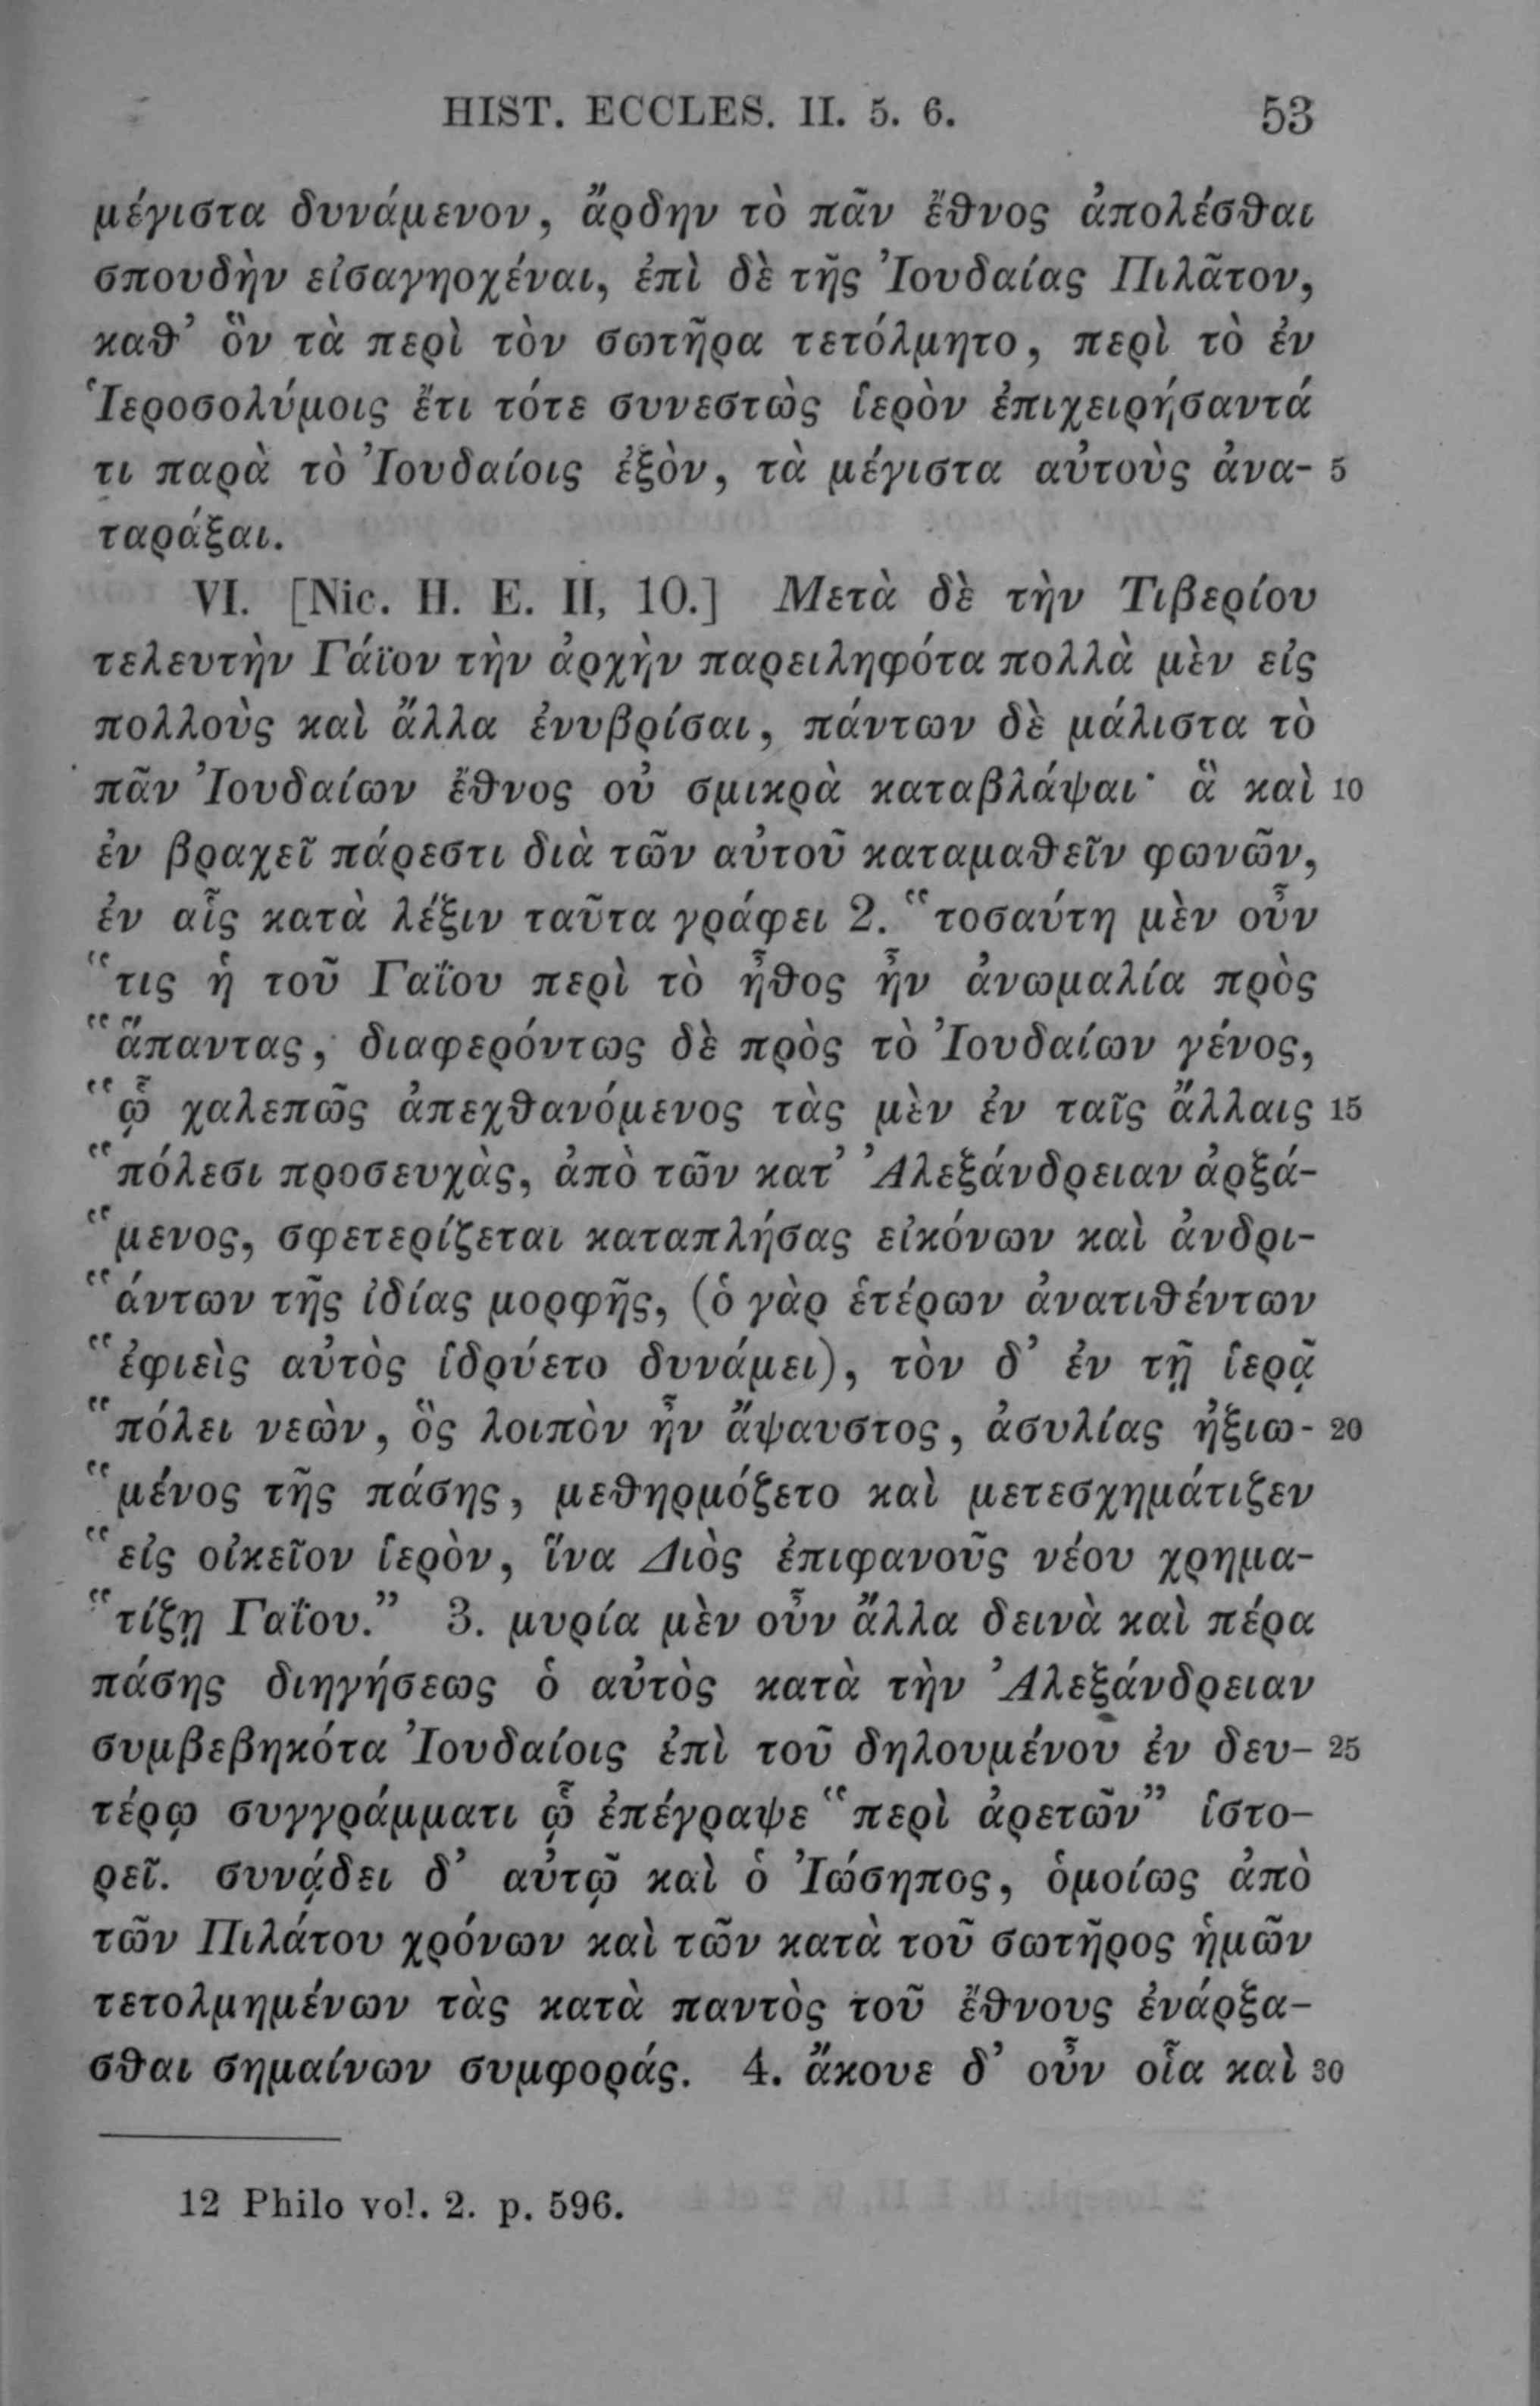 HIST. ECCLES. II. 5. 6. 53
μέγιστα δυνάμενον, ἄρδην τὸ πᾶν ἔθνος ἀπολέσθαι
σπουδὴν εἰσαγηοχέναι, ἐπὶ δὲ τῆς Ἰουδαίας Πιλᾶτον,
καθ’ ὃν τὰ περὶ τὸν σωτῆρα τετόλμητο, περὶ τὸ ἐν
Ἱεροσολύμοις ἔτι τότε συνεστὼς ἱερὸν ἐπιχειρήσαντά
τι παρὰ τὸ Ἰουδαίοις ἐξὸν, τὰ μέγιστα αὐτοὺς ἀνα- 5
ταράξαι.
VI. [Nic. H. E. II, 10.] Μετὰ δὲ τὴν Τιβερίου
τελευτὴν Γάϊον τὴν ἀρχὴν παρειληφότα πολλὰ μὲν εἰς
πολλοὺς καὶ ἄλλα ἐνυβρίσαι, πάντων δὲ μάλιστα τὸ
πᾶν Ἰουδαίων ἔθνος οὐ σμικρὰ καταβλάψαι· ἃ καὶ 10
ἐν βραχεῖ πάρεστι διὰ τῶν αὐτοῦ καταμαθεῖν φωνῶν,
ἐν αἷς κατὰ λέξιν ταῦτα γράφει 2. “τοσαύτη μὲν οὖν
“τις ἡ τοῦ Γαΐου περὶ τὸ ἦθος ἦν ἀνωμαλία πρὸς
“ἅπαντας, διαφερόντως δὲ πρὸς τὸ Ἰουδαίων γένος,
“ᾧ χαλεπῶς ἀπεχθανόμενος τὰς μὲν ἐν ταῖς ἄλλαις 15
“πόλεσι προσευχὰς, ἀπὸ τῶν κατ’ Ἀλεξάνδρειαν ἀρξά-
“μενος, σφετερίζεται καταπλήσας εἰκόνων καὶ ἀνδρι-
“άντων τῆς ἰδίας μορφῆς, (ὁ γὰρ ἑτέρων ἀνατιθέντων
“ἐφιεὶς αὐτὸς ἱδρύετο δυνάμει), τὸν δ’ ἐν τῇ ἱερᾷ
“πόλει νεὼν, ὃς λοιπὸν ἦν ἄψαυστος, ἀσυλίας ἠξιω- 20
“μένος τῆς πάσης, μεθηρμόζετο καὶ μετεσχημάτιζεν
“εἰς οἰκεῖον ἱερὸν, ἵνα Διὸς ἐπιφανοῦς νέου χρημα-
“τίζῃ Γαΐου.” 3. μυρία μὲν οὖν ἄλλα δεινὰ καὶ πέρα
πάσης διηγήσεως ὁ αὐτὸς κατὰ τὴν Ἀλεξάνδρειαν
συμβεβηκότα Ἰουδαίοις ἐπὶ τοῦ δηλουμένου ἐν δευ- 25
τέρῳ συγγράμματι ᾧ ἐπέγραψε “περὶ ἀρετῶν” ἱστο-
ρεῖ. συνᾴδει δ’ αὐτῷ καὶ ὁ Ἰώσηπος, ὁμοίως ἀπὸ
τῶν Πιλάτου χρόνων καὶ τῶν κατὰ τοῦ σωτῆρος ἡμῶν
τετολμημένων τὰς κατὰ παντὸς τοῦ ἔθνους ἐνάρξα-
σθαι σημαίνων συμφοράς. 4. ἄκουε δ’ οὖν οἷα καὶ 30
12 Philo vol. 2. p. 596.